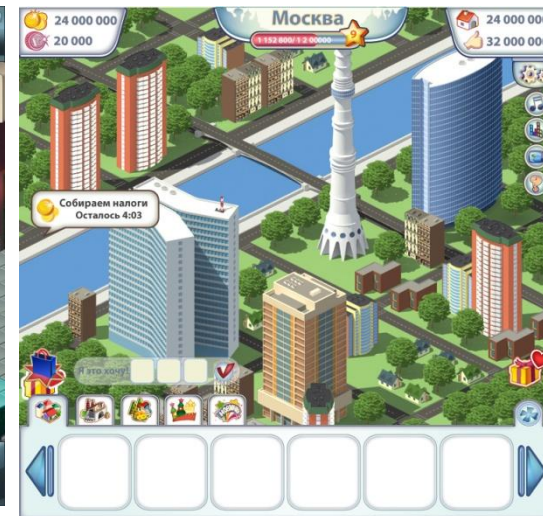 24 000 000
20 000
Москва
1 152 800/ 1 2 00000
9
24 000 000
32 000 000
Собираем налоги
Осталось 4:03
Я это хочу!